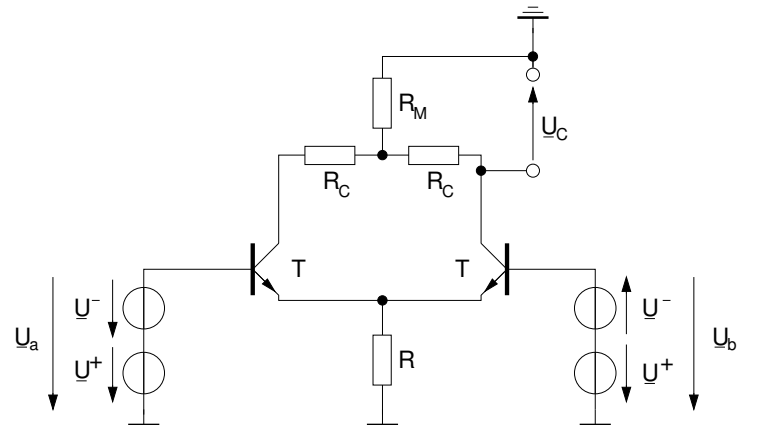 R_M
U_C
R_C R_C
T T
U^- U^-
U_a U_b
U^+ R U^+